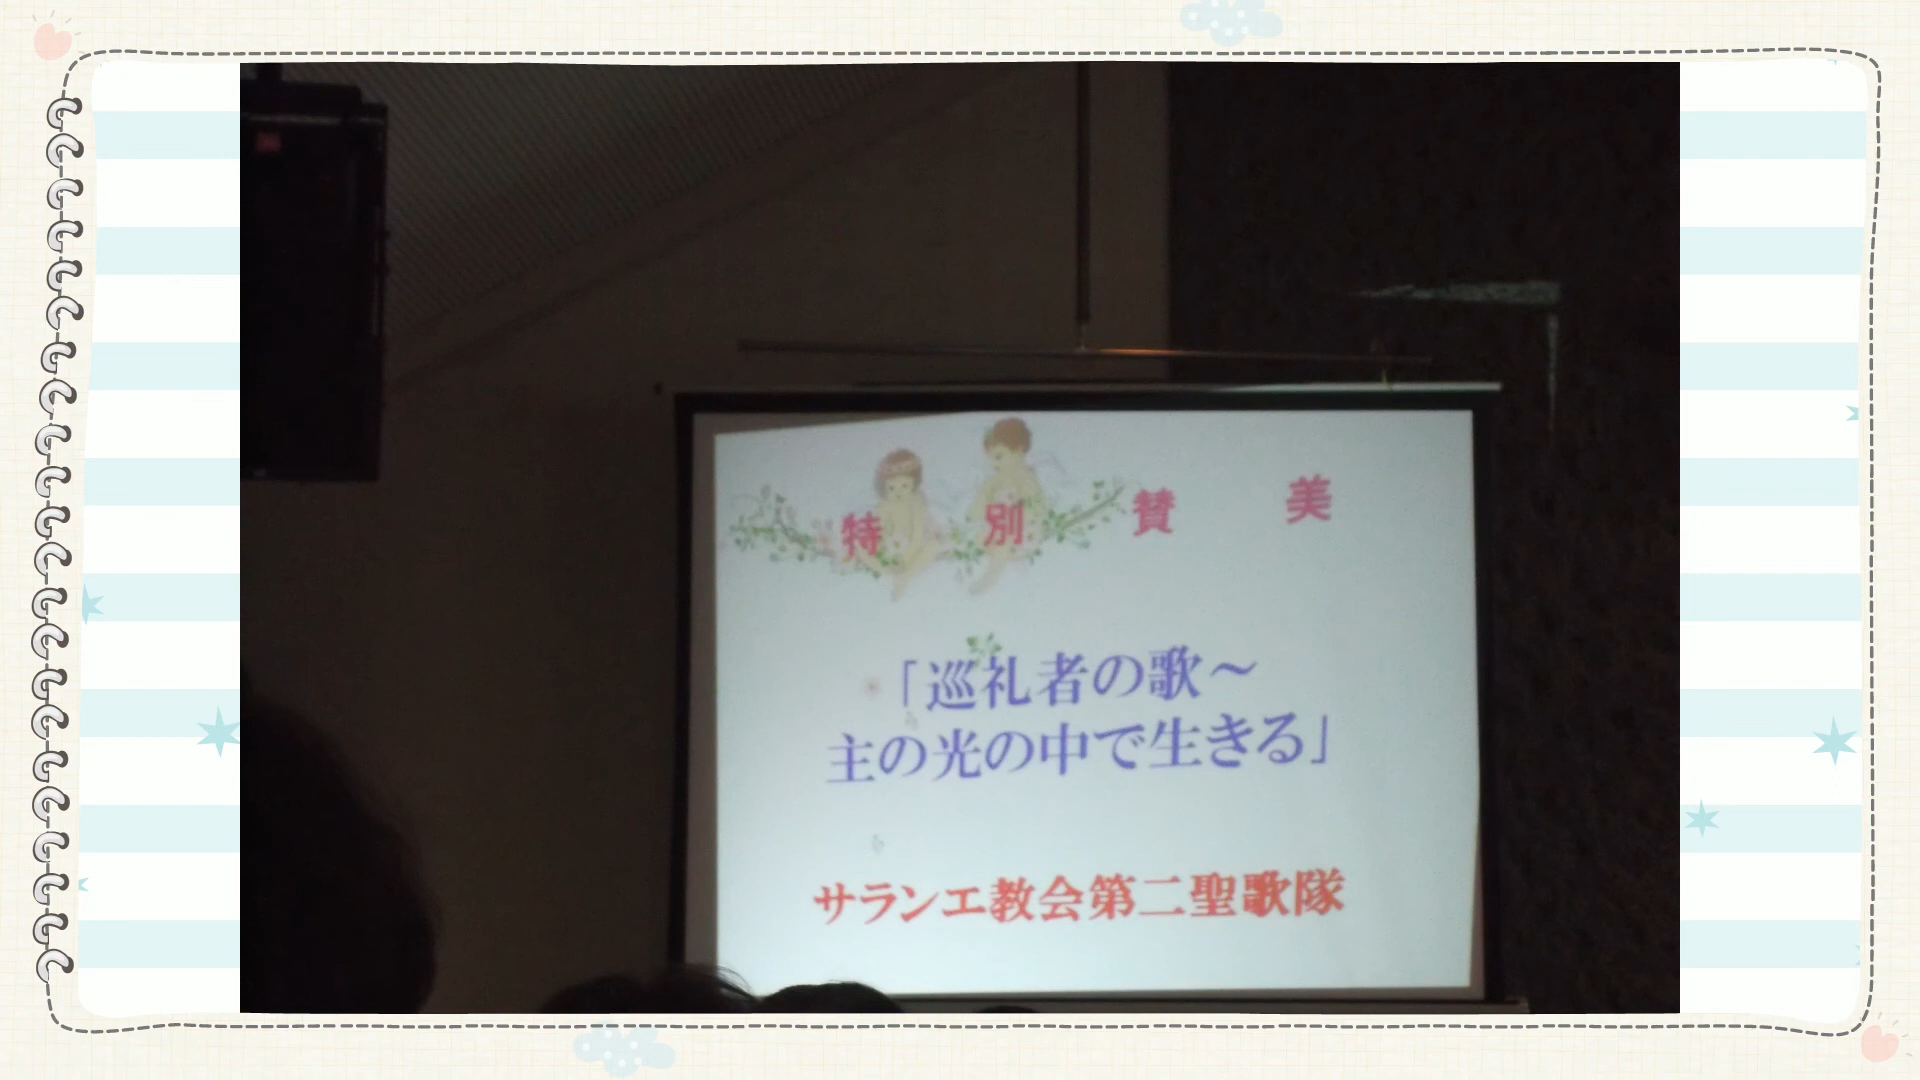 特別賛美
「巡礼者の歌～
主の光の中で生きる」
サランエ教会第二聖歌隊